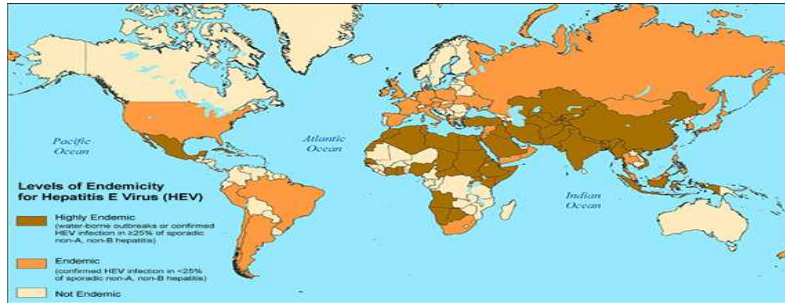 Pacific
Ocean
Atlantic
Ocean
Indian
Ocean
Levels of Endemicity
for Hepatitis E Virus (HEV)
Highly Endemic
(water-borne outbreaks or confirmed
HEV infection in ≥25% of sporadic
non-A, non-B hepatitis)
Endemic
(confirmed HEV infection in <25%
of sporadic non-A, non-B hepatitis)
Not Endemic